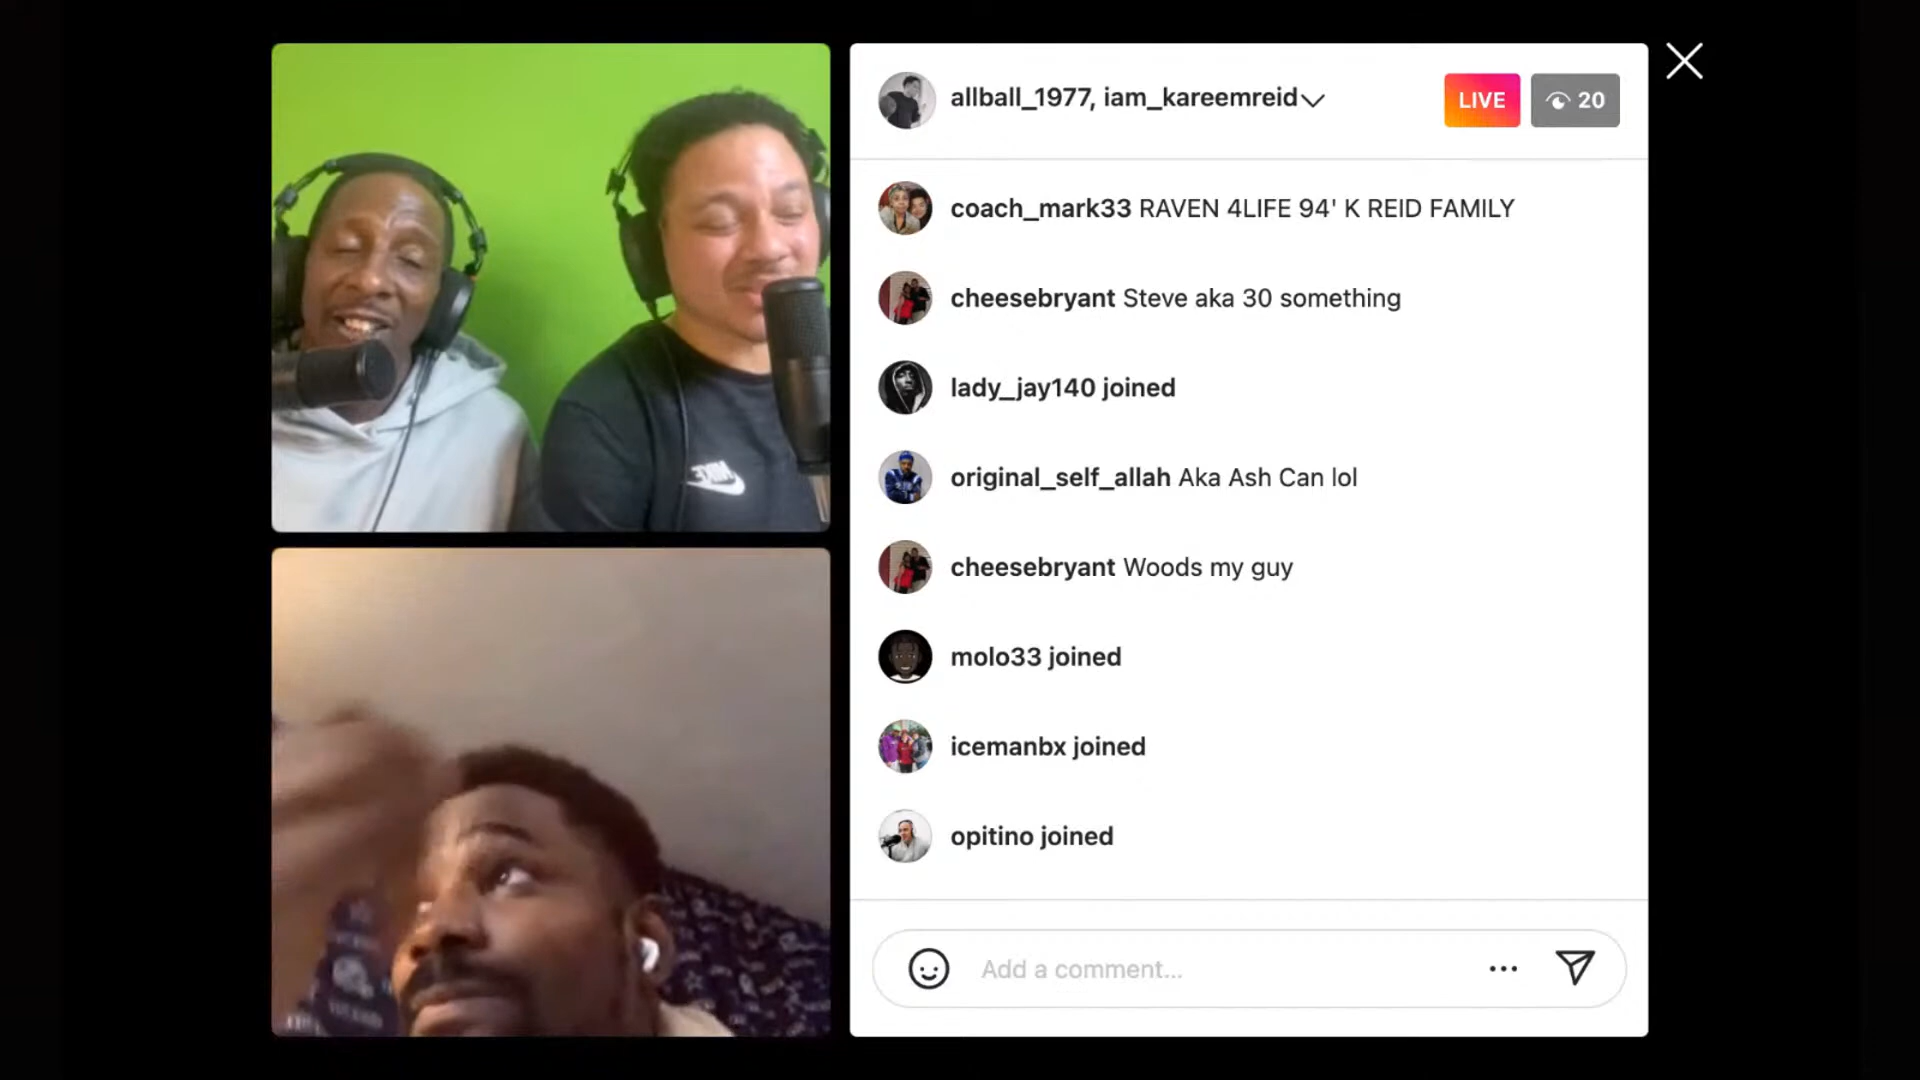 allball_1977, iam_kareemreid
LIVE
20
coach_mark33 RAVEN 4LIFE 94' K REID FAMILY
cheesebryant Steve aka 30 something
lady_jay140 joined
original_self_allah Aka Ash Can lol
cheesebryant Woods my guy
molo33 joined
icemanbx joined
opitino joined
Add a comment...
NIKE